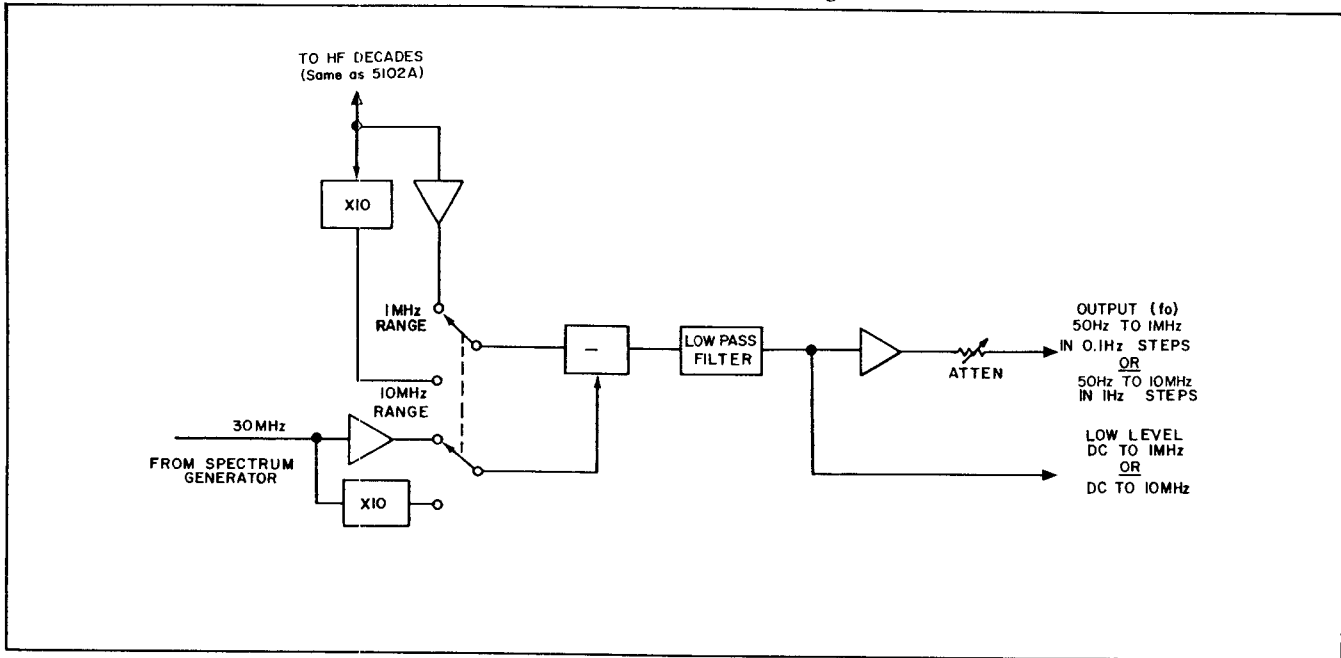 TO HF DECADES
(Same as 5102A)
X10
1MHz
RANGE
10MHz
RANGE
30MHz
FROM SPECTRUM
GENERATOR
X10
−
LOW PASS
FILTER
ATTEN
OUTPUT (fo)
50Hz TO 1MHz
IN 0.1Hz STEPS
OR
50Hz TO 10MHz
IN 1Hz STEPS
LOW LEVEL
DC TO 1MHz
OR
DC TO 10MHz